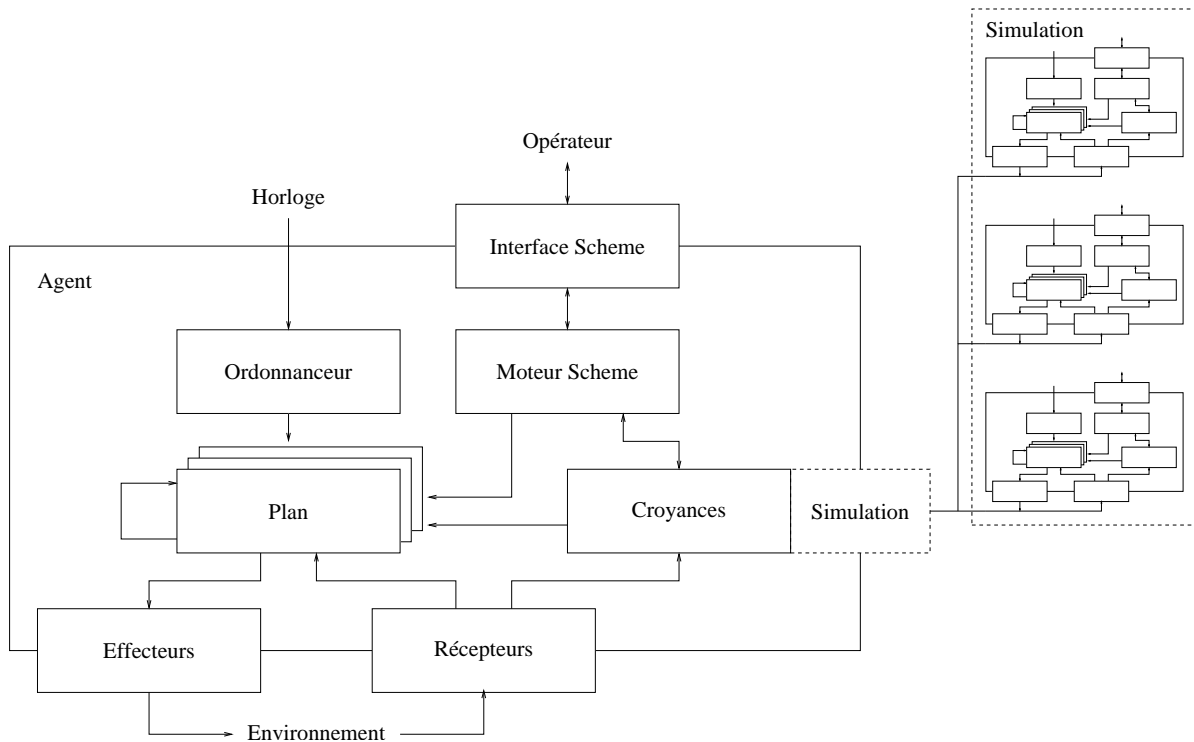 Simulation
Opérateur
Horloge
Interface Scheme
Agent
Ordonnanceur
Moteur Scheme
Plan
Croyances
Simulation
Effecteurs
Récepteurs
Environnement